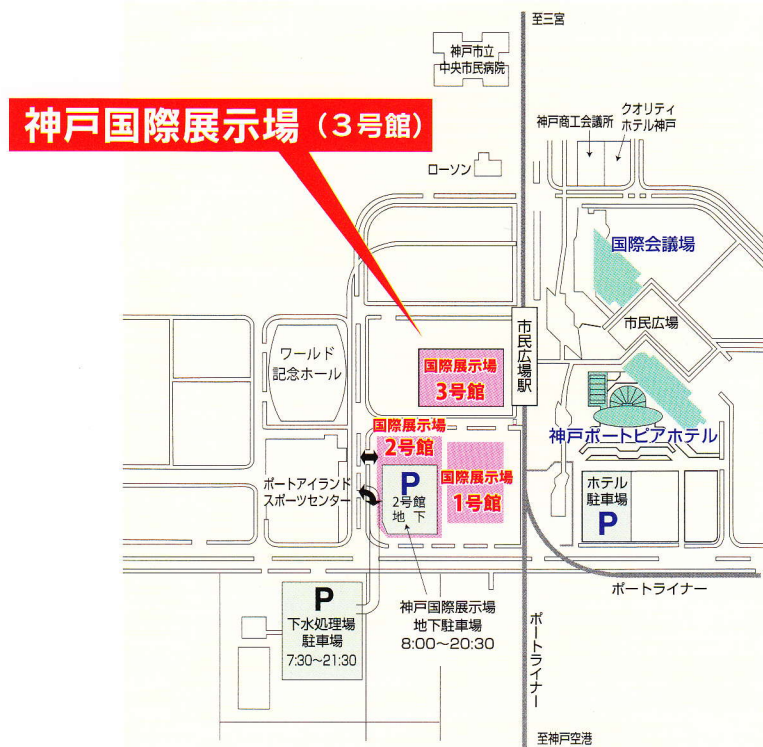 至三宮
神戸市立
中央市民病院
神戸国際展示場(3号館)
クオリティ
ホテル神戸
神戸商工会議所
ローソン
国際会議場
市民広場
市民広場駅
ワールド
記念ホール
国際展示場
3号館
国際展示場
2号館
神戸ポートピアホテル
国際展示場
1号館
ポートアイランド
スポーツセンター
P
2号館
地下
ホテル
駐車場
P
ポートライナー
P
下水処理場
駐車場
7:30~21:30
神戸国際展示場
地下駐車場
8:00~20:30
ポートライナー
至神戸空港